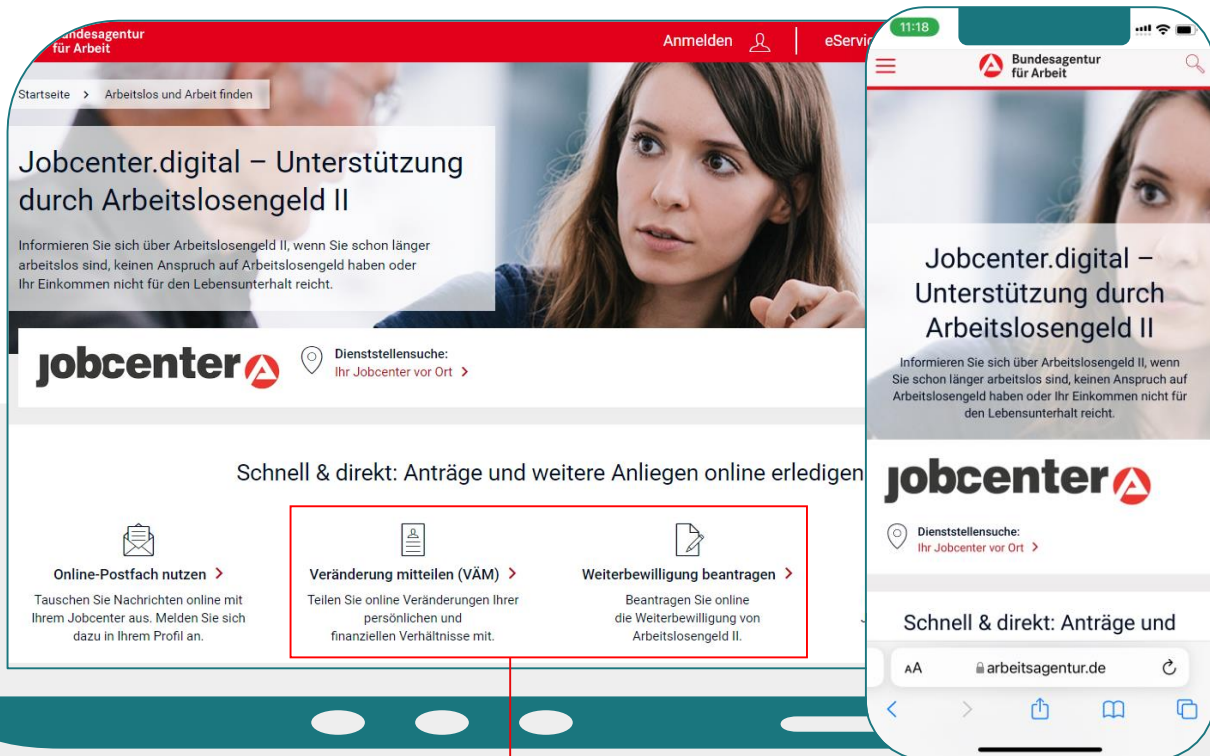 für Arbeit
Anmelden
Startseite > Arbeitslos und Arbeit finden
Jobcenter.digital – Unterstützung
durch Arbeitslosengeld II
Informieren Sie sich über Arbeitslosengeld II, wenn Sie schon länger
arbeitslos sind, keinen Anspruch auf Arbeitslosengeld haben oder
Ihr Einkommen nicht für den Lebensunterhalt reicht.
jobcenter
Dienststellensuche:
Ihr Jobcenter vor Ort >
Schnell & direkt: Anträge und weitere Anliegen online erledigen
Online-Postfach nutzen >
Tauschen Sie Nachrichten online mit
Ihrem Jobcenter aus. Melden Sie sich
dazu in Ihrem Profil an.
Veränderung mitteilen (VÄM) >
Teilen Sie online Veränderungen Ihrer
persönlichen und
finanziellen Verhältnisse mit.
Weiterbewilligung beantragen >
Beantragen Sie online
die Weiterbewilligung von
Arbeitslosengeld II.
11:18
Bundesagentur
für Arbeit
Jobcenter.digital –
Unterstützung durch
Arbeitslosengeld II
Informieren Sie sich über Arbeitslosengeld II, wenn
Sie schon länger arbeitslos sind, keinen Anspruch auf
Arbeitslosengeld haben oder Ihr Einkommen nicht für
den Lebensunterhalt reicht.
jobcenter
Dienststellensuche:
Ihr Jobcenter vor Ort >
Schnell & direkt: Anträge und
AA arbeitsagentur.de